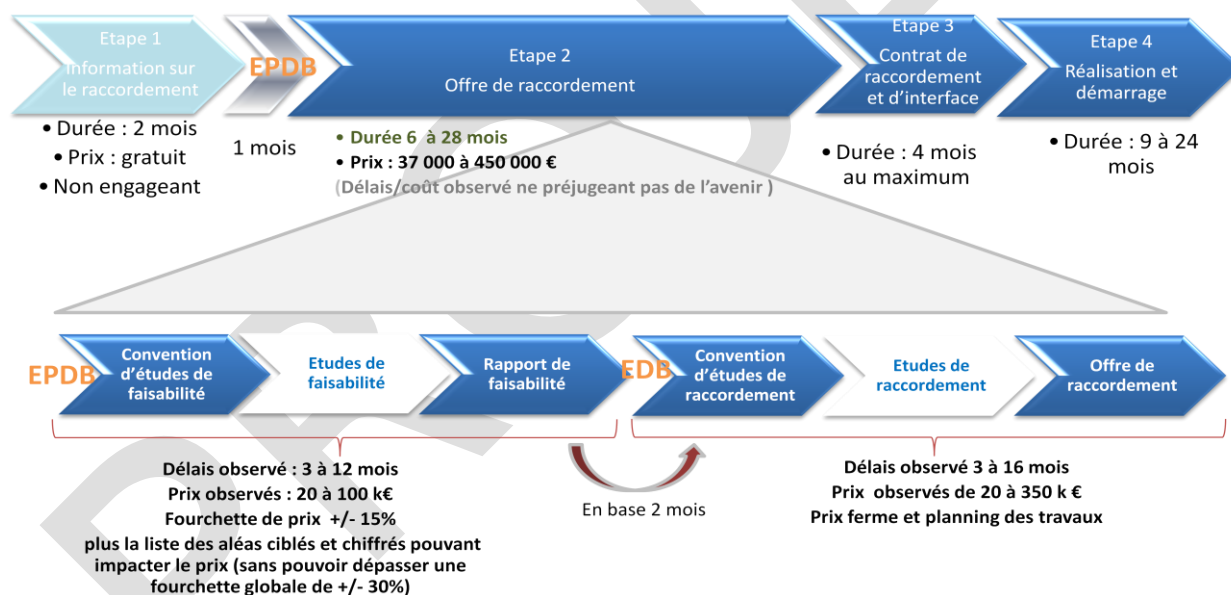 Etape 1
Information sur
le raccordement
EPDB
Etape 2
Offre de raccordement
Etape 3
Contrat de
raccordement
et d'interface
Etape 4
Réalisation et
démarrage
• Durée : 2 mois
• Prix : gratuit
• Non engageant
1 mois
• Durée 6 à 28 mois
• Prix : 37 000 à 450 000 €
(Délais/coût observé ne préjugeant pas de l'avenir )
• Durée : 4 mois
au maximum
• Durée : 9 à 24
mois
EPDB
Convention
d'études de
faisabilité
Etudes de
faisabilité
Rapport de
faisabilité
EDB
Convention
d'études de
raccordement
Etudes de
raccordement
Offre de
raccordement
Délais observé : 3 à 12 mois
Prix observés : 20 à 100 k€
Fourchette de prix +/- 15%
plus la liste des aléas ciblés et chiffrés pouvant
impacter le prix (sans pouvoir dépasser une
fourchette globale de +/- 30%)
En base 2 mois
Délais observé 3 à 16 mois
Prix observés de 20 à 350 k €
Prix ferme et planning des travaux